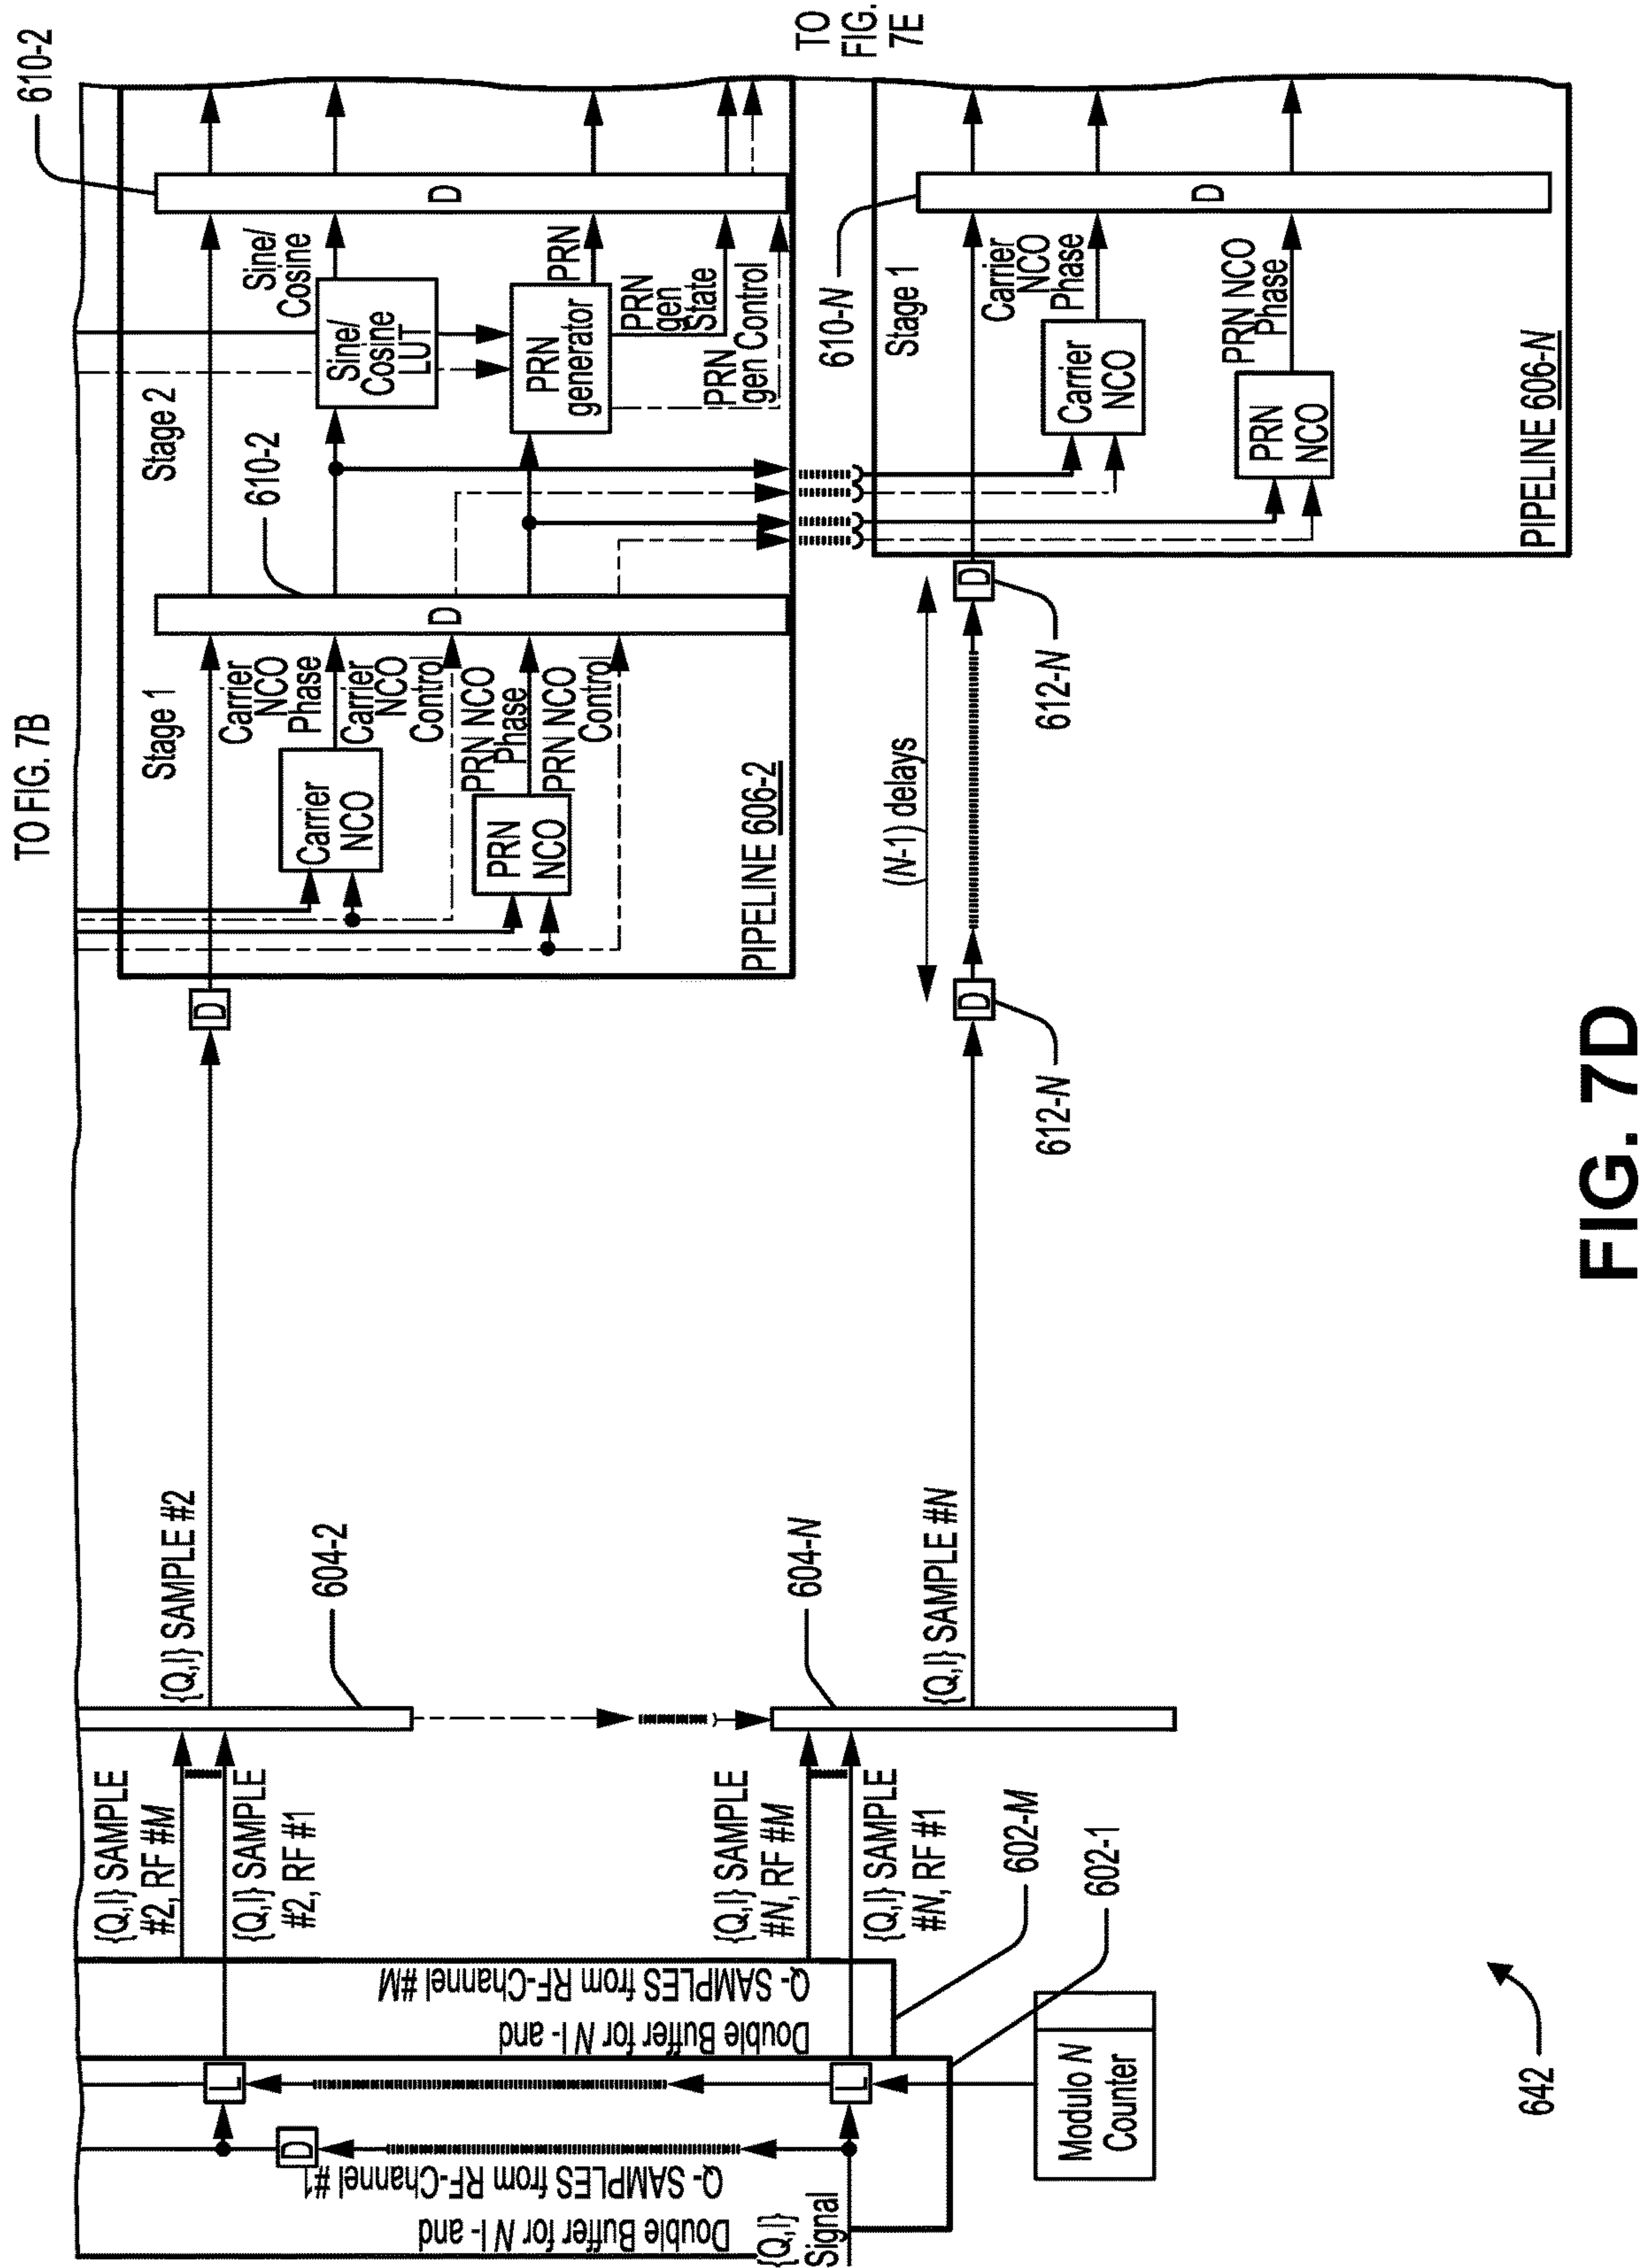 TO FIG. 7B
TO
FIG.
7E
{Q,I}
Signal
Double Buffer for N I- and
Q- SAMPLES from RF-Channel #1
Double Buffer for N I- and
Q- SAMPLES from RF-Channel #M
D
L
L
Modulo N
Counter
602-1
602-M
{Q,I} SAMPLE
#2, RF #M
{Q,I} SAMPLE
#2, RF #1
{Q,I} SAMPLE
#N, RF #M
{Q,I} SAMPLE
#N, RF #1
604-2
604-N
{Q,I} SAMPLE #2
{Q,I} SAMPLE #N
D
D
612-N
(N-1) delays
D
612-N
PIPELINE 606-2
Stage 1
Carrier
NCO
PRN
NCO
Carrier
NCO
Phase
Carrier
NCO
Control
PRN NCO
Phase
PRN NCO
Control
D
610-2
Stage 2
Sine/
Cosine
LUT
PRN
generator
Sine/
Cosine
PRN
PRN
gen
State
PRN
gen Control
D
610-2
PIPELINE 606-N
Stage 1
Carrier
NCO
PRN
NCO
Carrier
NCO
Phase
PRN NCO
Phase
D
610-N
642
FIG. 7D